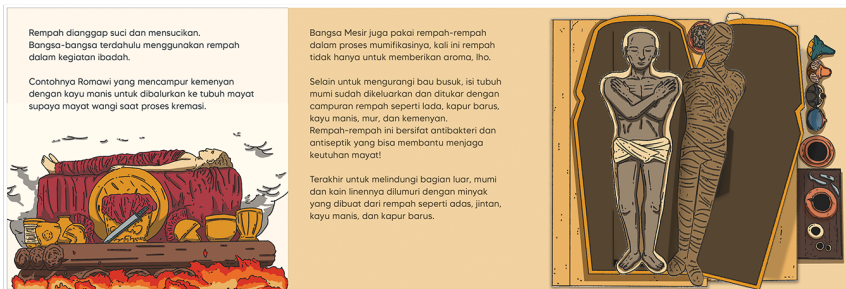 Rempah dianggap suci dan mensucikan.
Bangsa-bangsa terdahulu menggunakan rempah
dalam kegiatan ibadah.
Contohnya Romawi yang mencampur kemenyan
dengan kayu manis untuk dibalurkan ke tubuh mayat
supaya mayat wangi saat proses kremasi.
Bangsa Mesir juga pakai rempah-rempah
dalam proses mumifikasinya, kali ini rempah
tidak hanya untuk memberikan aroma, lho.
Selain untuk mengurangi bau busuk, isi tubuh
mumi sudah dikeluarkan dan ditukar dengan
campuran rempah seperti lada, kapur barus,
kayu manis, mur, dan kemenyan.
Rempah-rempah ini bersifat antibakteri dan
antiseptik yang bisa membantu menjaga
keutuhan mayat!
Terakhir untuk melindungi bagian luar, mumi
dan kain linennya dilumuri dengan minyak
yang dibuat dari rempah seperti adas, jintan,
kayu manis, dan kapur barus.